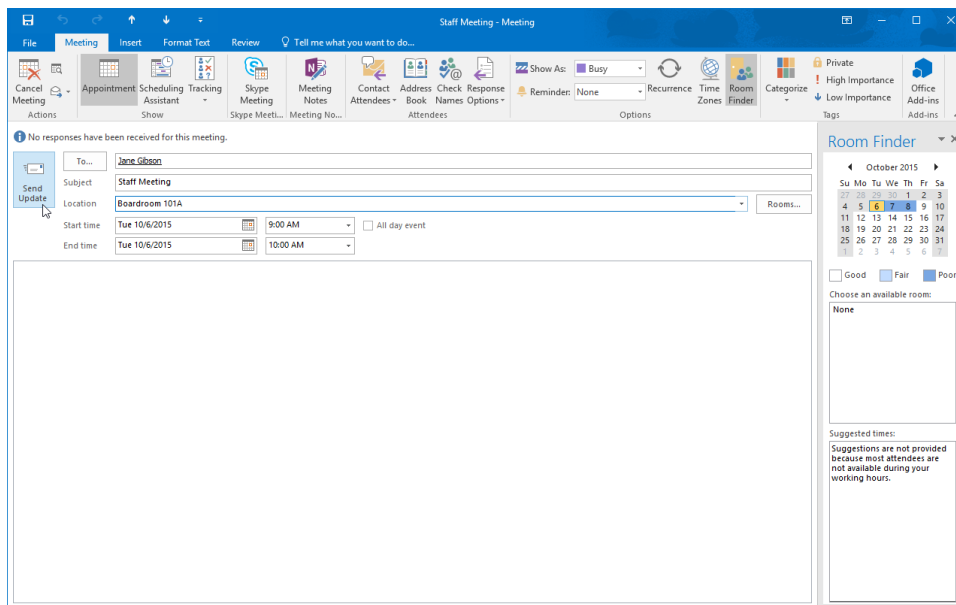 Staff Meeting - Meeting
File Meeting Insert Format Text Review Tell me what you want to do...
Cancel Meeting
Appointment
Scheduling Assistant
Tracking
Skype Meeting
Meeting Notes
Contact Attendees
Address Book
Check Names
Response Options
Show As: Busy
Reminder: None
Recurrence
Time Zones
Room Finder
Categorize
Private
High Importance
Low Importance
Office Add-ins
Actions Show Skype Meeti... Meeting No... Attendees Options Tags Add-ins
No responses have been received for this meeting.
Send Update
To... Jane Gibson
Subject Staff Meeting
Location Boardroom 101A Rooms...
Start time Tue 10/6/2015 9:00 AM All day event
End time Tue 10/6/2015 10:00 AM
Room Finder
October 2015
Su Mo Tu We Th Fr Sa
27 28 29 30 1 2 3
4 5 6 7 8 9 10
11 12 13 14 15 16 17
18 19 20 21 22 23 24
25 26 27 28 29 30 31
1 2 3 4 5 6 7
Good Fair Poor
Choose an available room:
None
Suggested times:
Suggestions are not provided
because most attendees are
not available during your
working hours.